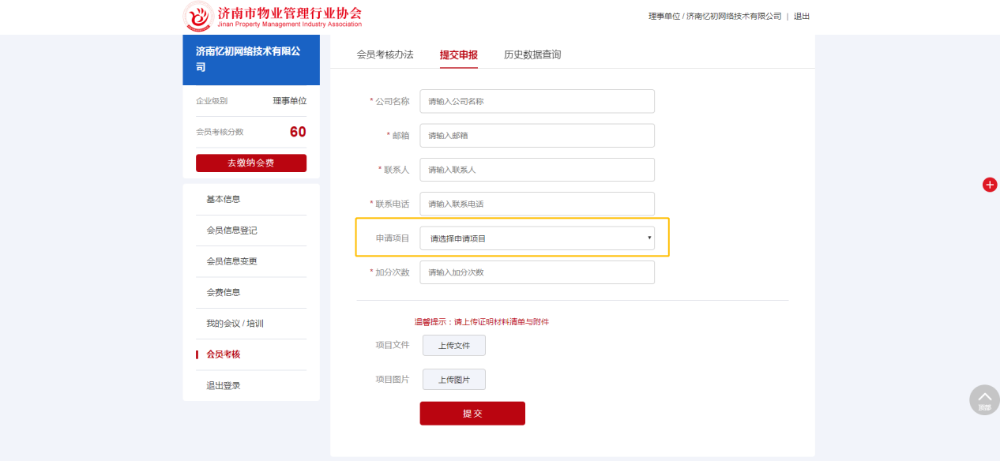 济南市物业管理行业协会
Jinan Property Management Industry Association
理事单位 / 济南忆初网络技术有限公司 | 退出
济南忆初网络技术有限公
司
企业级别 理事单位
会员考核分数 60
去缴纳会费
基本信息
会员信息登记
会员信息变更
会费信息
我的会议 / 培训
会员考核
退出登录
会员考核办法 提交申报 历史数据查询
* 公司名称 请输入公司名称
* 邮箱 请输入邮箱
* 联系人 请输入联系人
* 联系电话 请输入联系电话
申请项目 请选择申请项目
* 加分次数 请输入加分次数
温馨提示：请上传证明材料清单与附件
项目文件 上传文件
项目图片 上传图片
提交
顶部